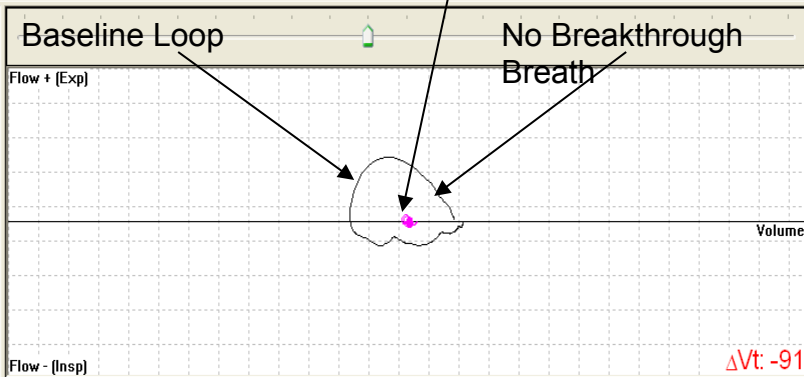 Baseline Loop
No Breakthrough
Breath
Flow + (Exp)
Volume
Flow - (Insp)
ΔVt: -91